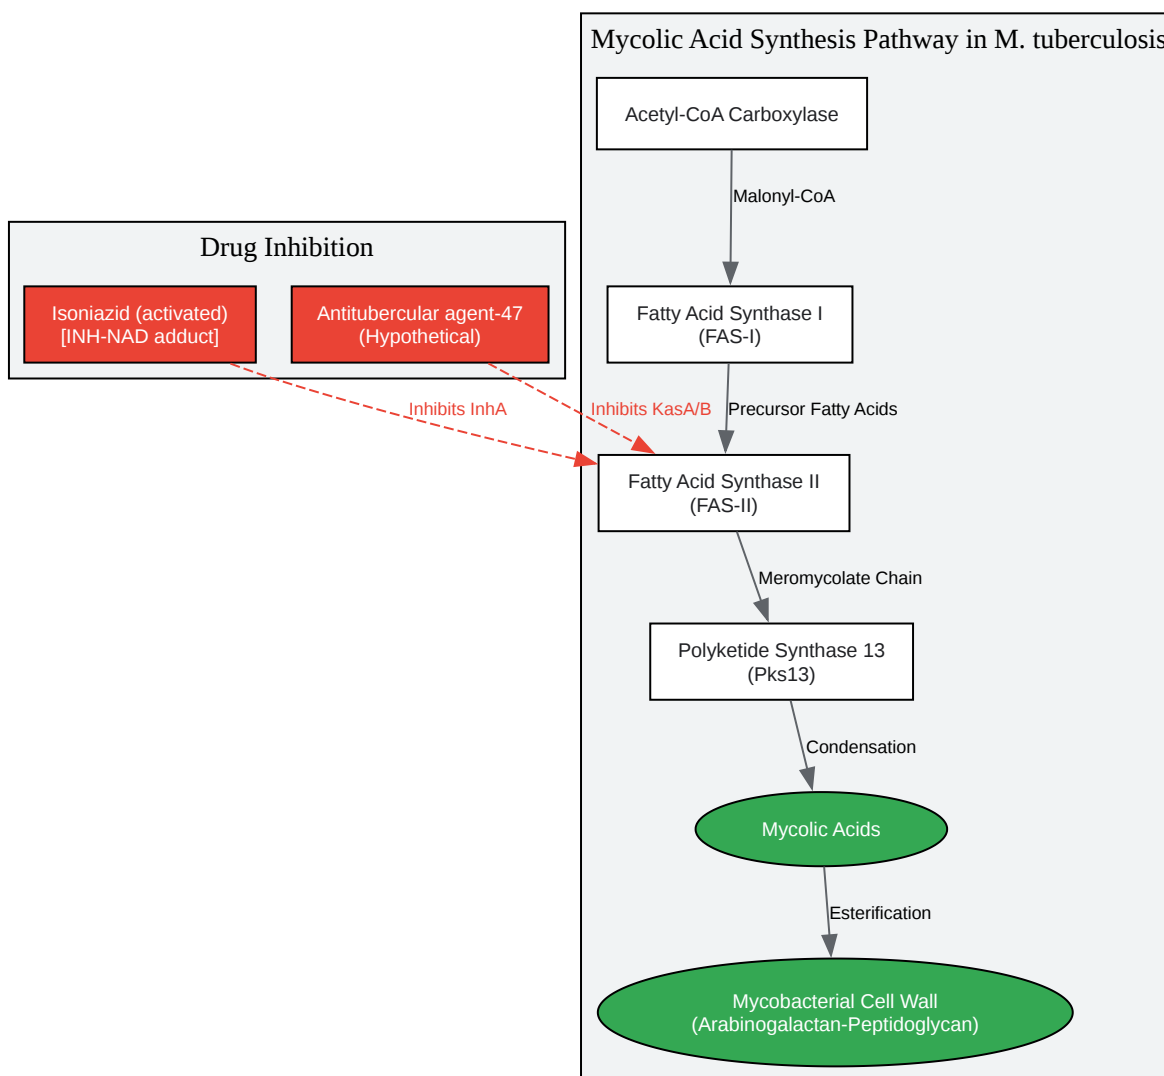 Mycolic Acid Synthesis Pathway in M. tuberculosis
Acetyl-CoA Carboxylase
Malonyl-CoA
Drug Inhibition
Isoniazid (activated)
[INH-NAD adduct]
Antitubercular agent-47
(Hypothetical)
Fatty Acid Synthase I
(FAS-I)
Inhibits InhA
Inhibits KasA/B
Precursor Fatty Acids
Fatty Acid Synthase II
(FAS-II)
Meromycolate Chain
Polyketide Synthase 13
(Pks13)
Condensation
Mycolic Acids
Esterification
Mycobacterial Cell Wall
(Arabinogalactan-Peptidoglycan)